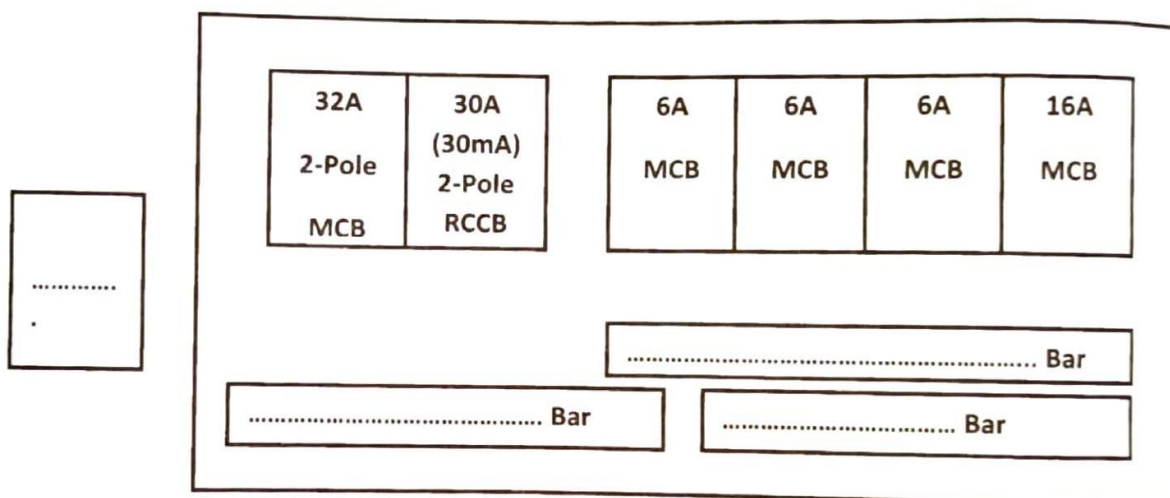 32A
2-Pole
MCB
30A
(30mA)
2-Pole
RCCB
6A
MCB
6A
MCB
6A
MCB
16A
MCB
.............
.
............................................................ Bar
.......................................... Bar
.................................. Bar